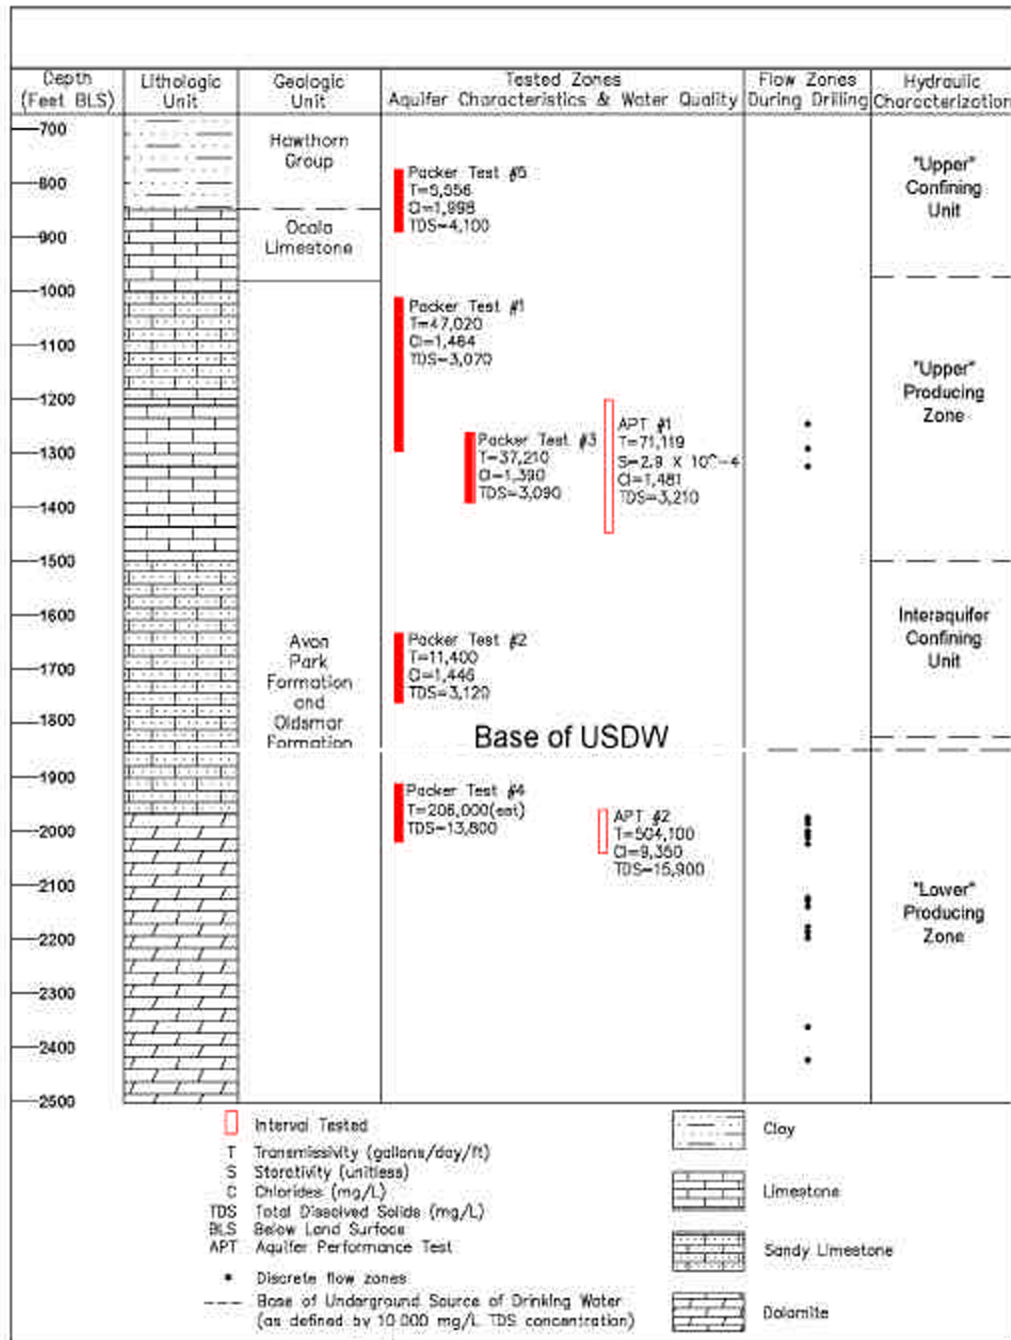 Depth
(Feet BLS)
Lithologic
Unit
Geologic
Unit
Tested Zones
Aquifer Characteristics & Water Quality
Flow Zones
During Drilling
Hydraulic
Characterization
700
800
900
1000
1100
1200
1300
1400
1500
1600
1700
1800
1900
2000
2100
2200
2300
2400
2500
Hawthorn
Group
Ocala
Limestone
Avon
Park
Formation
and
Oldsmar
Formation
Packer Test #5
T=5,556
Cl=1,998
TDS=4,100
Packer Test #1
T=47,020
Cl=1,464
TDS=3,070
Packer Test #3
T=37,210
Cl=1,390
TDS=3,090
APT #1
T=71,119
S=2.9 X 10^-4
Cl=1,481
TDS=3,210
Packer Test #2
T=11,400
Cl=1,446
TDS=3,120
Base of USDW
Packer Test #4
T=206,000(est)
TDS=13,800
APT #2
T=504,100
Cl=9,350
TDS=15,900
"Upper"
Confining
Unit
"Upper"
Producing
Zone
Interaquifer
Confining
Unit
"Lower"
Producing
Zone
Interval Tested
T Transmissivity (gallons/day/ft)
S Storativity (unitless)
C Chlorides (mg/L)
TDS Total Dissolved Solids (mg/L)
BLS Below Land Surface
APT Aquifer Performance Test
Discrete flow zones
Base of Underground Source of Drinking Water
(as defined by 10 000 mg/L TDS concentration)
Clay
Limestone
Sandy Limestone
Dolomite